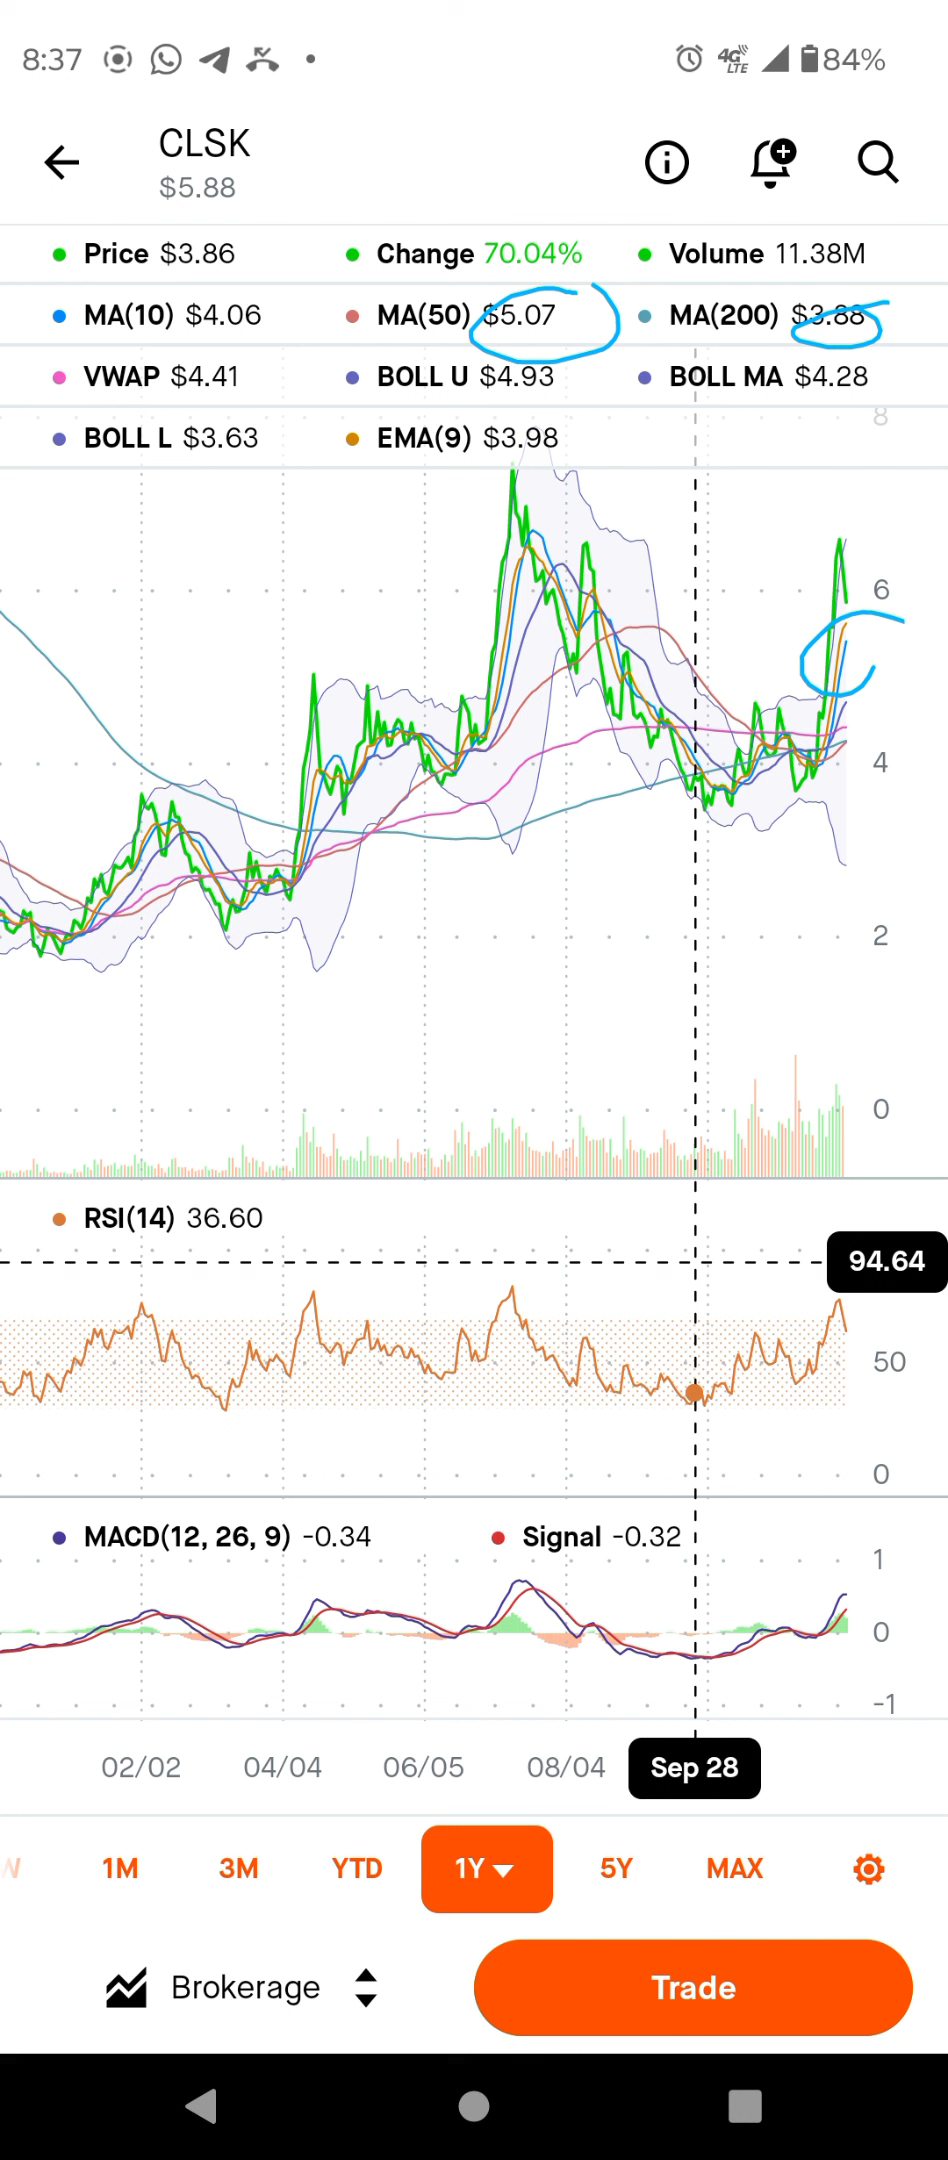 8:37 4G LTE 84%
CLSK
$5.88
Price $3.86 Change 70.04% Volume 11.38M
MA(10) $4.06 MA(50) $5.07 MA(200) $3.88
VWAP $4.41 BOLL U $4.93 BOLL MA $4.28
8
BOLL L $3.63 EMA(9) $3.98
6
4
2
0
RSI(14) 36.60
94.64
50
0
MACD(12, 26, 9) -0.34 Signal -0.32
1
0
-1
02/02 04/04 06/05 08/04 Sep 28
W 1M 3M YTD 1Y 5Y MAX
Brokerage Trade